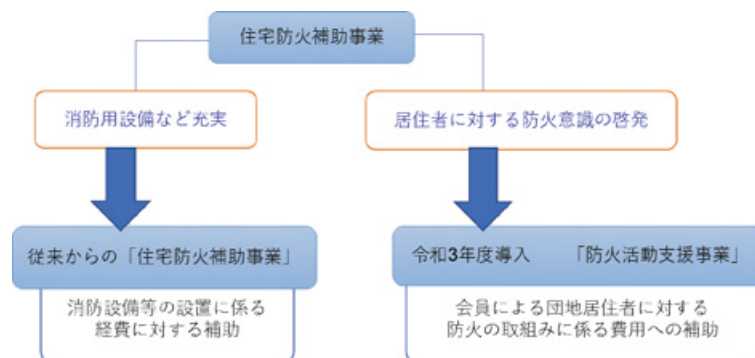 住宅防火補助事業
消防用設備など充実
居住者に対する防火意識の啓発
従来からの「住宅防火補助事業」
令和3年度導入　「防火活動支援事業」
消防設備等の設置に係る
経費に対する補助
会員による団地居住者に対する
防火の取組みに係る費用への補助